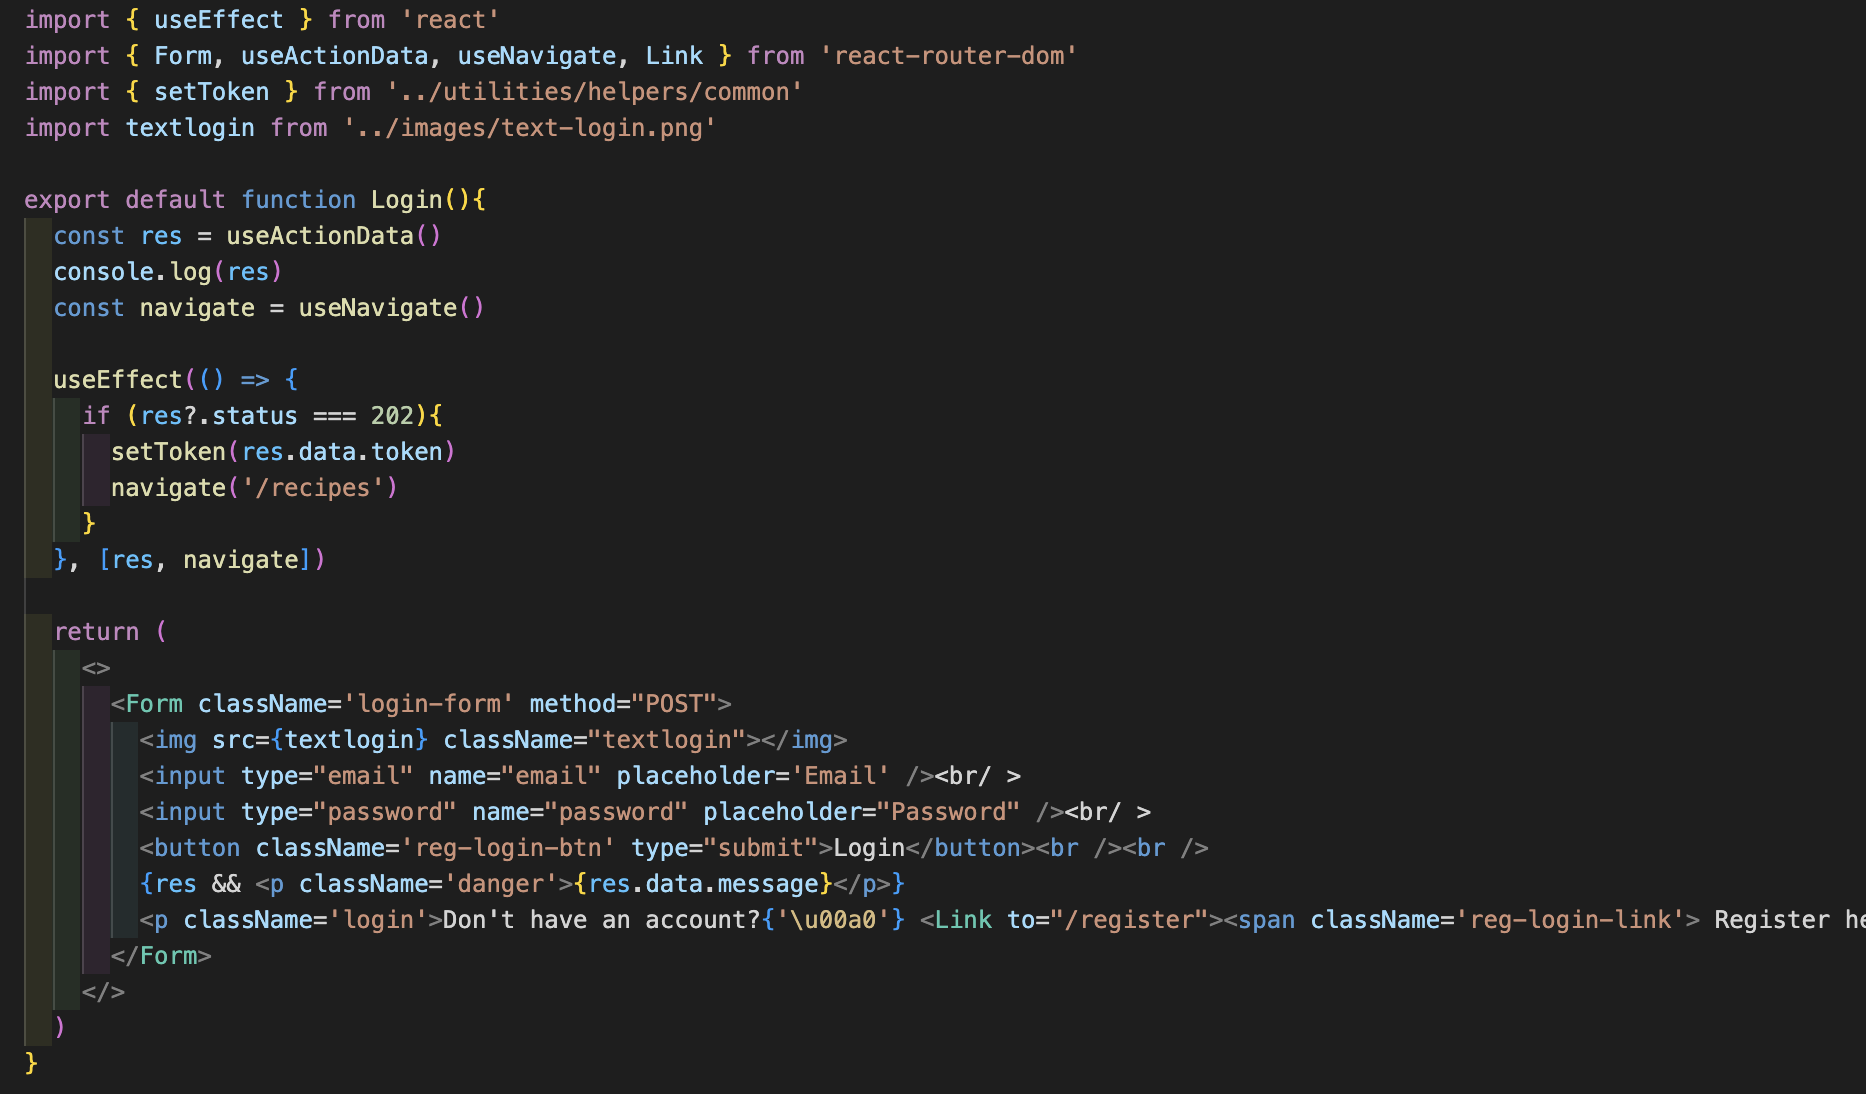 import { useEffect } from 'react'
import { Form, useActionData, useNavigate, Link } from 'react-router-dom'
import { setToken } from '../utilities/helpers/common'
import textlogin from '../images/text-login.png'
export default function Login(){
const res = useActionData()
console.log(res)
const navigate = useNavigate()
useEffect(() => {
if (res?.status === 202){
setToken(res.data.token)
navigate('/recipes')
}
}, [res, navigate])
return (
<>
<Form className='login-form' method="POST">
<img src={textlogin} className="textlogin"></img>
<input type="email" name="email" placeholder='Email' /><br/ >
<input type="password" name="password" placeholder="Password" /><br/ >
<button className='reg-login-btn' type="submit">Login</button><br /><br />
{res && <p className='danger'>{res.data.message}</p>}
<p className='login'>Don't have an account?{'\u00a0'} <Link to="/register"><span className='reg-login-link'> Register he
</Form>
</>
)
}